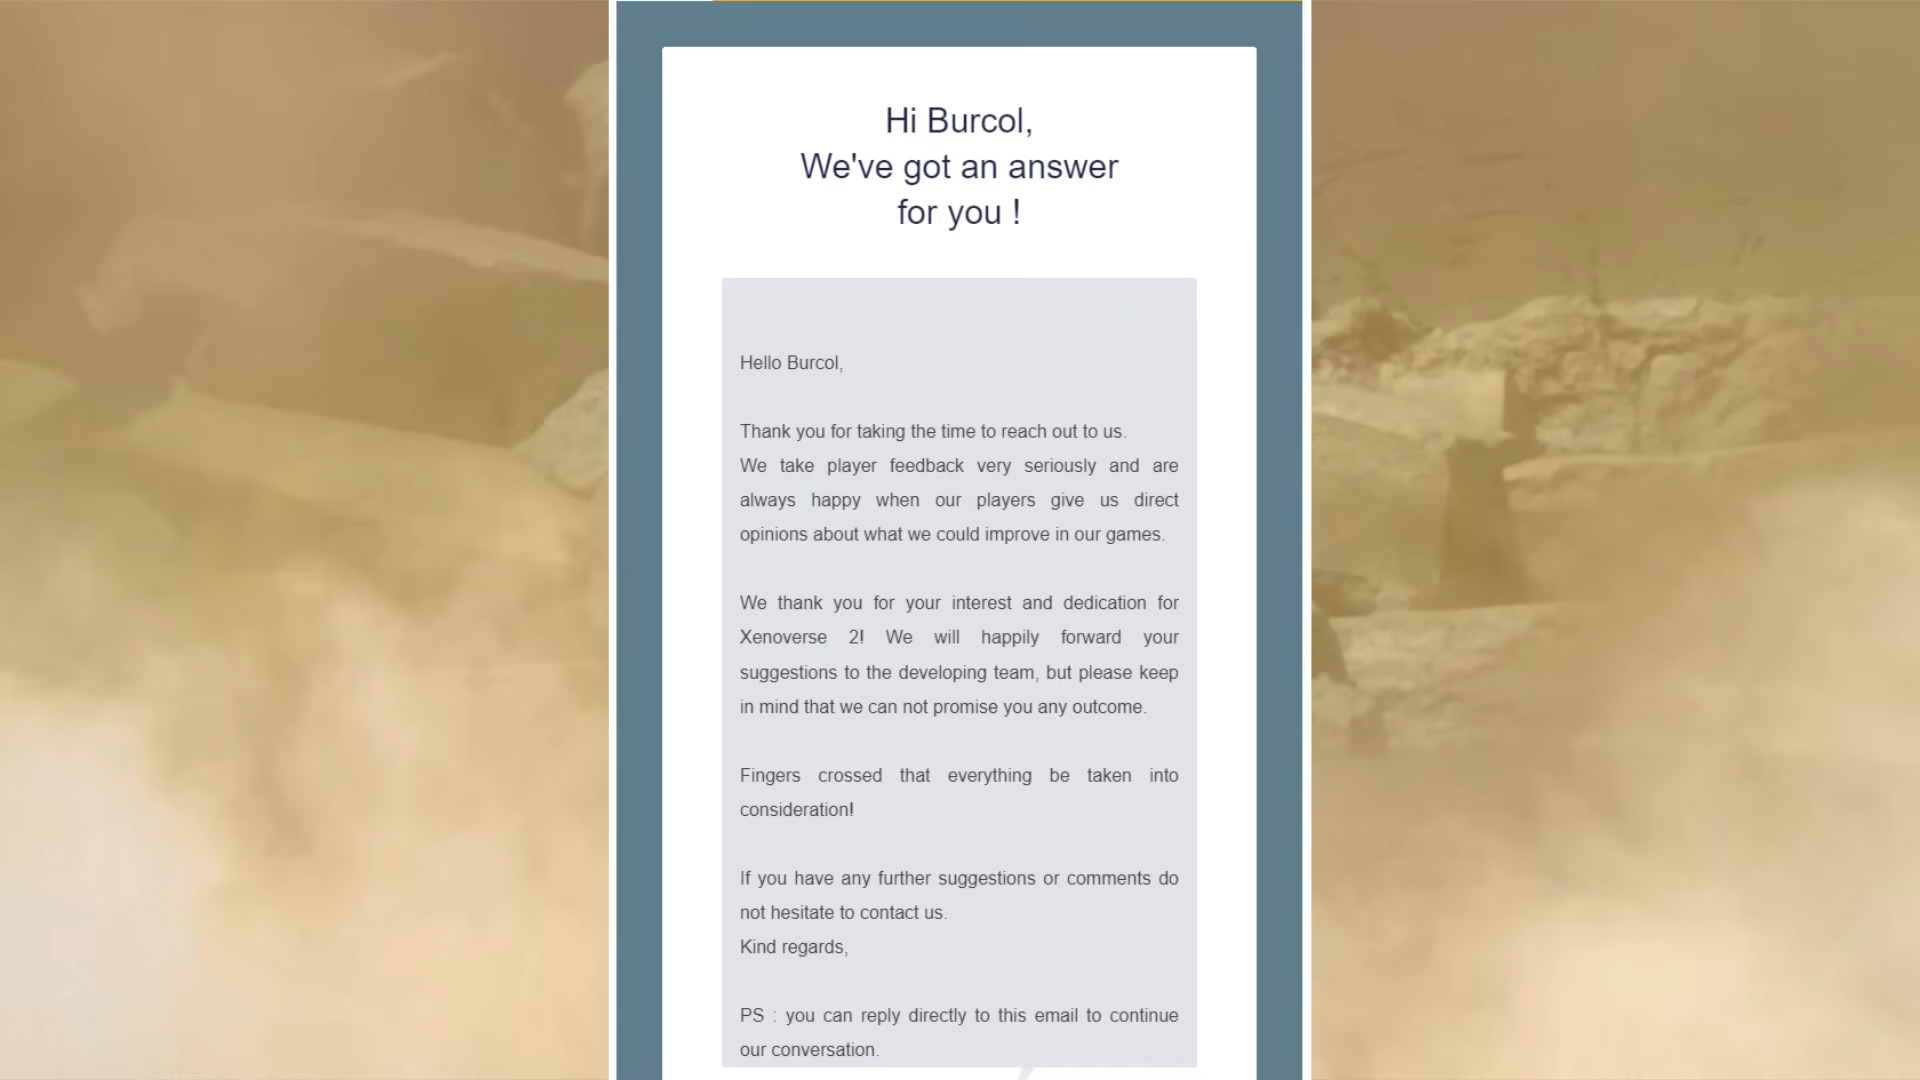 Hi Burcol,
We've got an answer
for you !
Hello Burcol,
Thank you for taking the time to reach out to us.
We take player feedback very seriously and are
always happy when our players give us direct
opinions about what we could improve in our games.
We thank you for your interest and dedication for
Xenoverse 2! We will happily forward your
suggestions to the developing team, but please keep
in mind that we can not promise you any outcome.
Fingers crossed that everything be taken into
consideration!
If you have any further suggestions or comments do
not hesitate to contact us.
Kind regards,
PS : you can reply directly to this email to continue
our conversation.